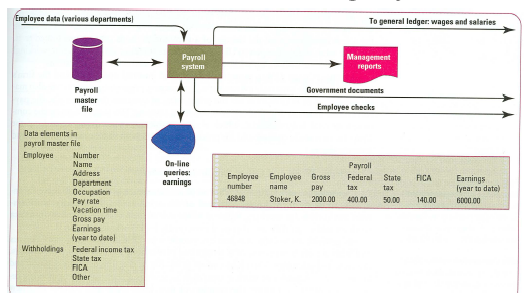 Employee data (various departments)
To general ledger: wages and salaries
Payroll
system
Management
reports
Payroll
master
file
Government documents
Employee checks
Data elements in
payroll master file
Employee Number
Name
Address
Department
Occupation
Pay rate
Vacation time
Gross pay
Earnings
(year to date)
Withholdings Federal income tax
State tax
FICA
Other
On-line
queries:
earnings
Payroll
Employee Employee Gross Federal State FICA Earnings
number name pay tax tax (year to date)
46848 Stoker, K. 2000.00 400.00 50.00 140.00 6000.00